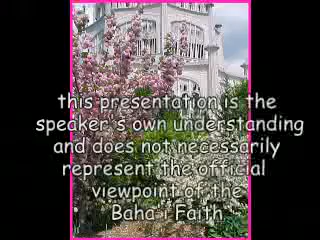 this presentation is the
speaker's own understanding
and does not necessarily
represent the official
viewpoint of the
Baha'i Faith